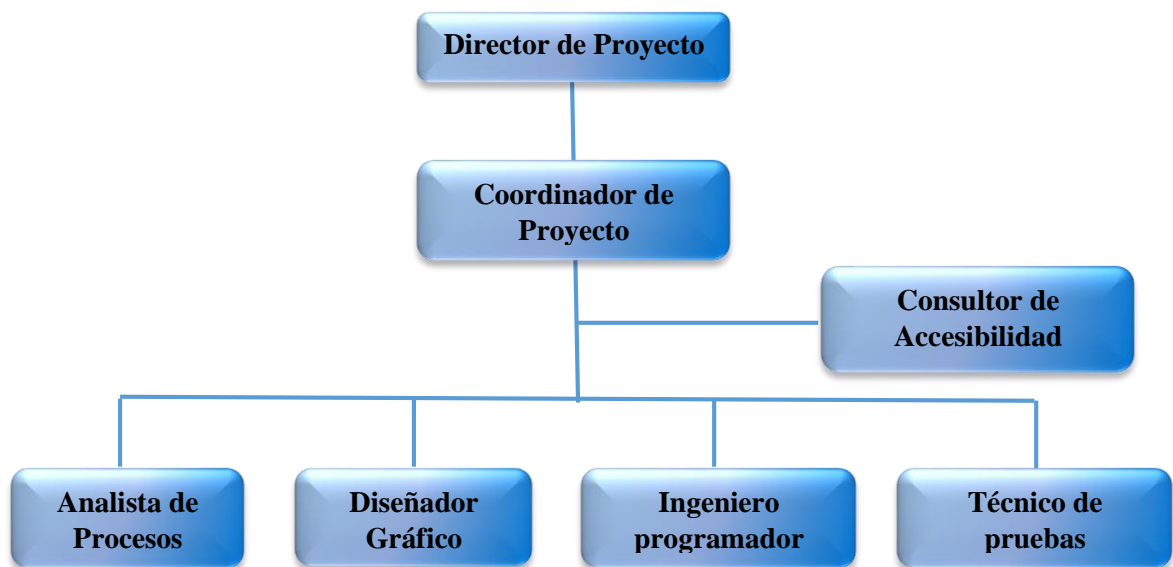 Director de Proyecto
Coordinador de
Proyecto
Consultor de
Accesibilidad
Analista de
Procesos
Diseñador
Gráfico
Ingeniero
programador
Técnico de
pruebas